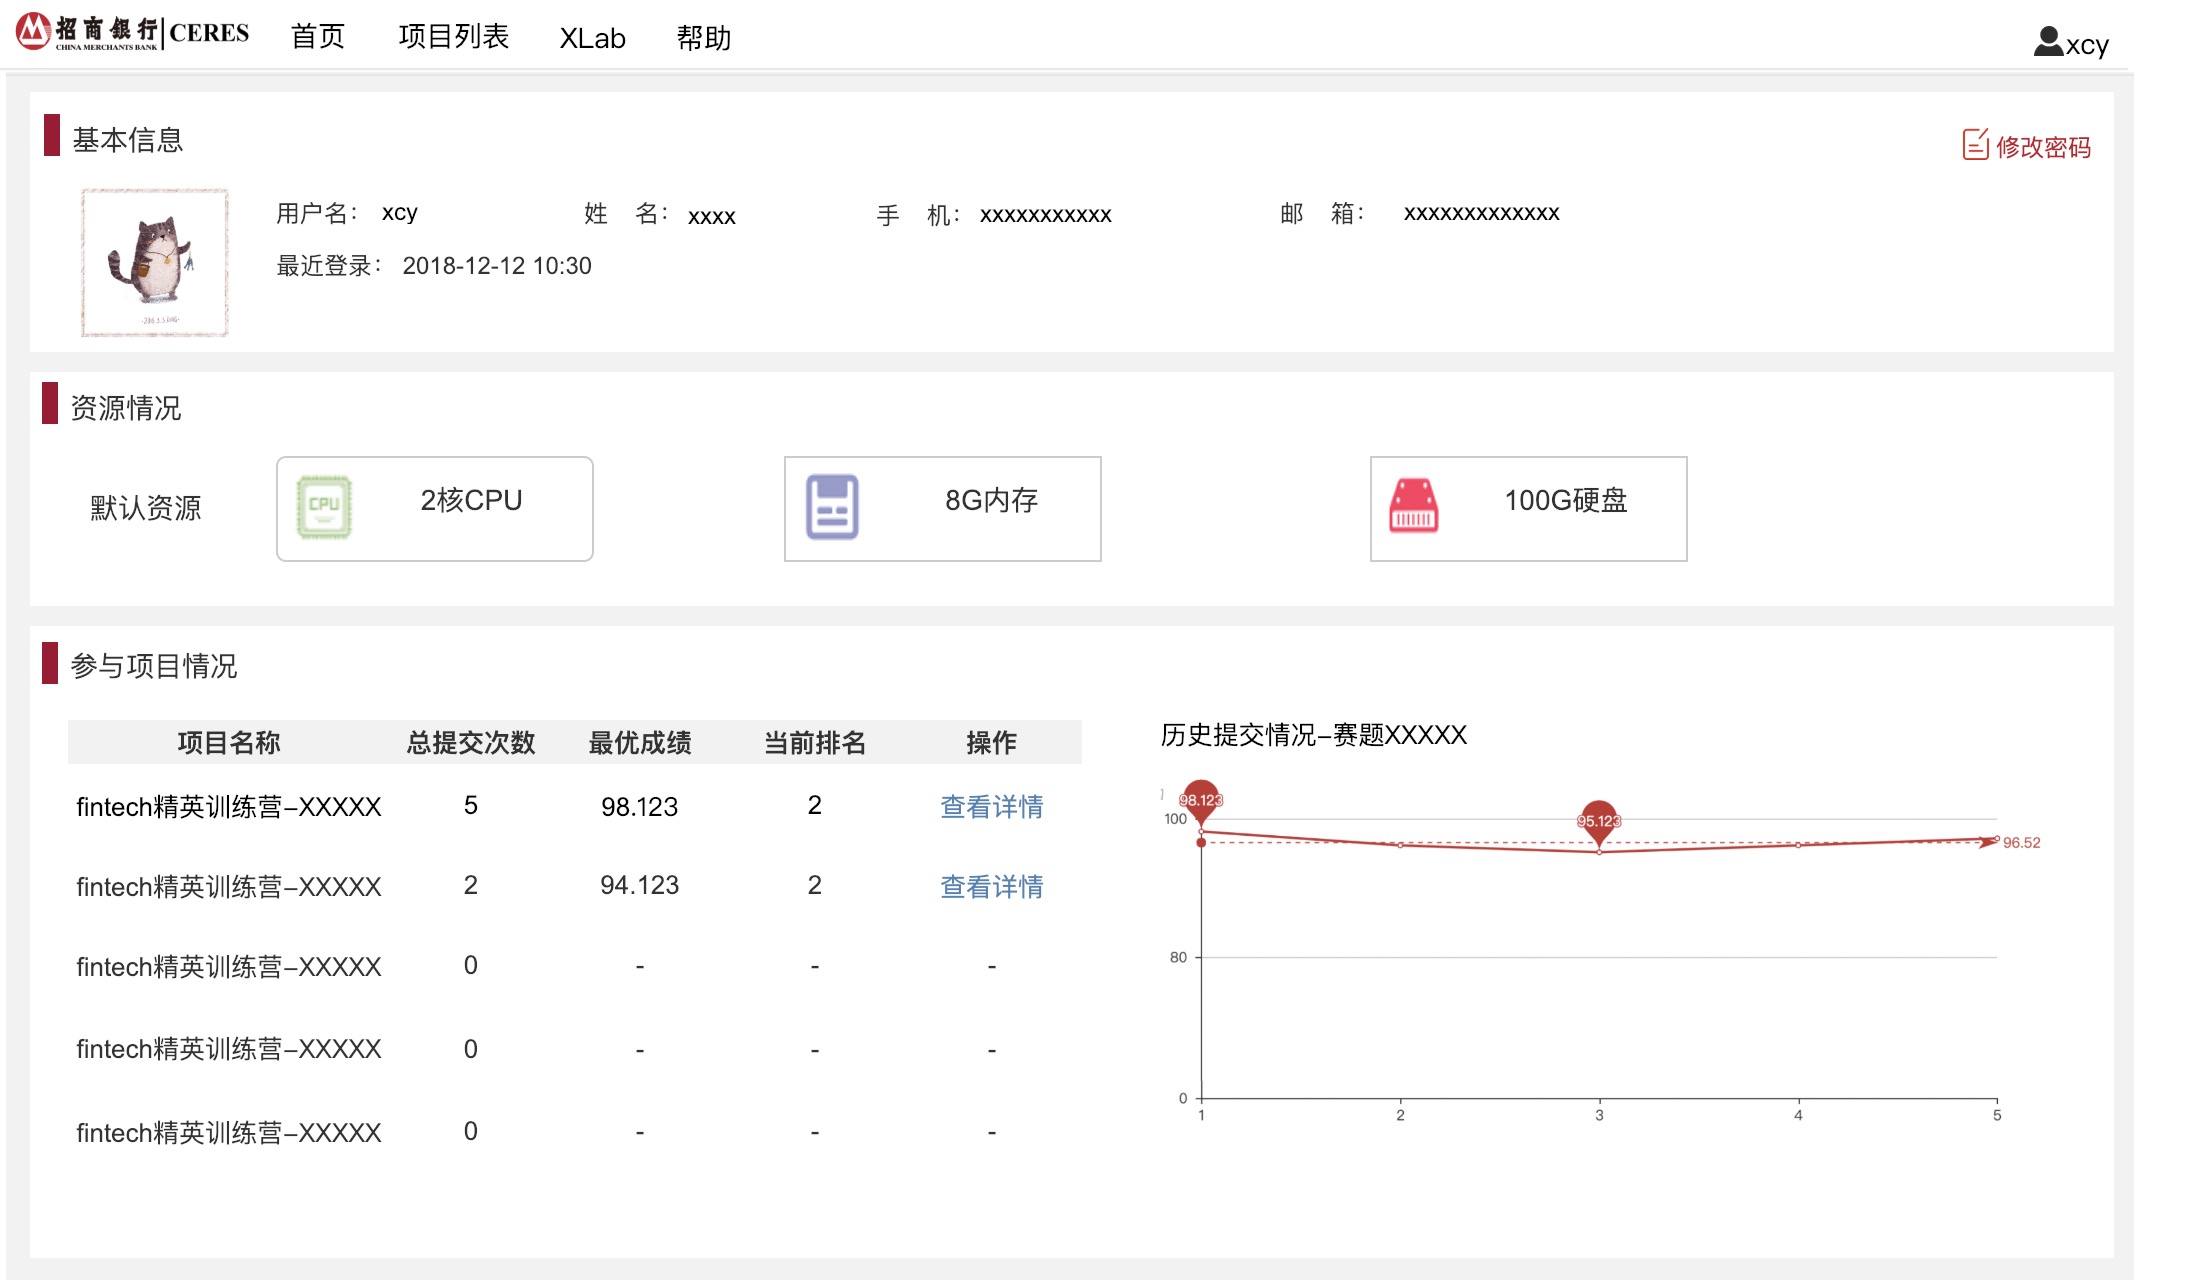 招商銀行 CERES
CHINA MERCHANTS BANK
首页 项目列表 XLab 帮助 xcy
基本信息
修改密码
用户名： xcy 姓 名： xxxx 手 机： xxxxxxxxxxx 邮 箱： xxxxxxxxxxxxx
最近登录： 2018-12-12 10:30
资源情况
默认资源 CPU 2核CPU 8G内存 100G硬盘
参与项目情况
项目名称 总提交次数 最优成绩 当前排名 操作
fintech精英训练营–XXXXX 5 98.123 2 查看详情
fintech精英训练营–XXXXX 2 94.123 2 查看详情
fintech精英训练营–XXXXX 0 - - -
fintech精英训练营–XXXXX 0 - - -
fintech精英训练营–XXXXX 0 - - -
历史提交情况–赛题XXXXX
98.123
95.123
100
96.52
80
0
1 2 3 4 5